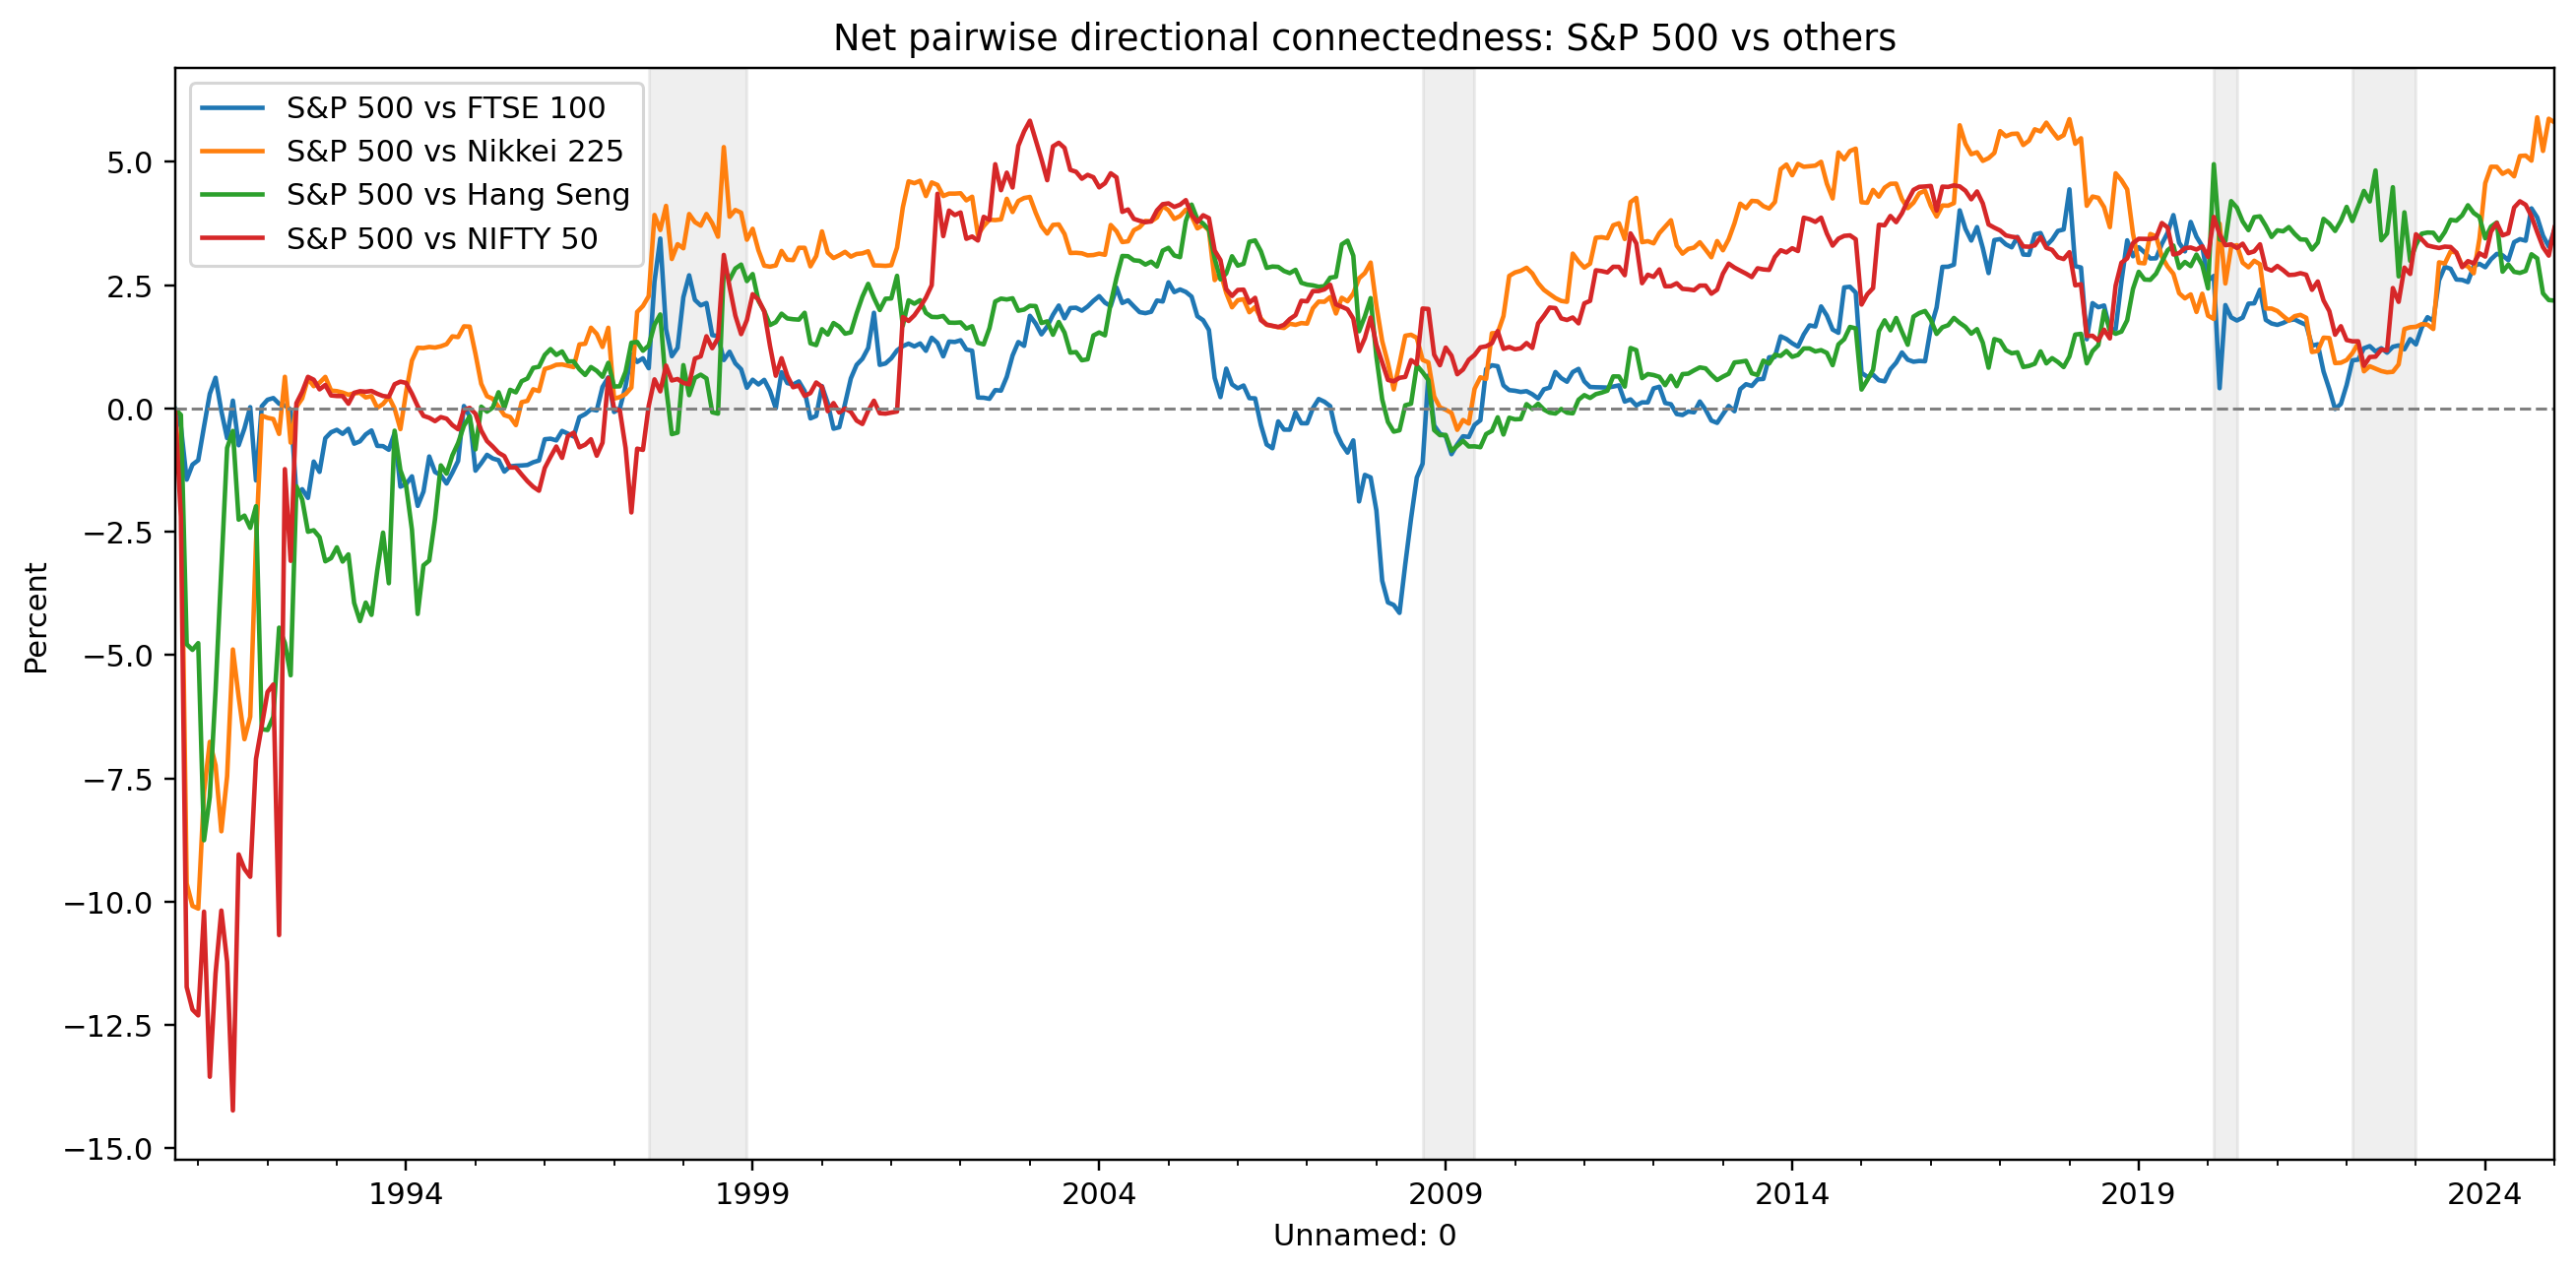 Net pairwise directional connectedness: S&P 500 vs others
S&P 500 vs FTSE 100
S&P 500 vs Nikkei 225
S&P 500 vs Hang Seng
S&P 500 vs NIFTY 50
Percent
5.0
2.5
0.0
−2.5
−5.0
−7.5
−10.0
−12.5
−15.0
1994 1999 2004 2009 2014 2019 2024
Unnamed: 0